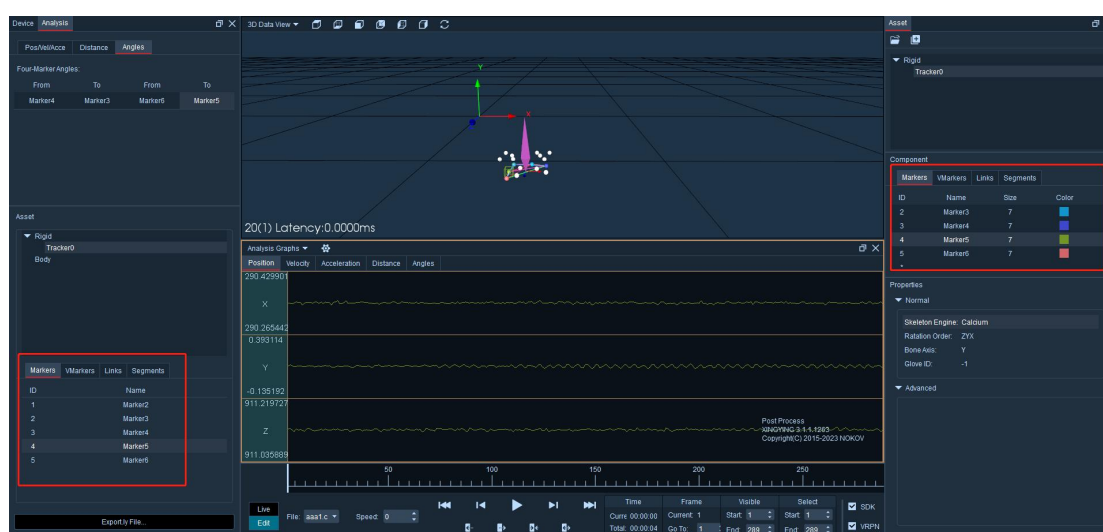 Device Analysis
Pos/Vel/Acce Distance Angles
Four-Marker Angles:
From To From To
Marker4 Marker3 Marker6 Marker5
Asset
Rigid
Tracker0
Body
Markers VMarkers Links Segments
ID Name
1 Marker2
2 Marker3
3 Marker4
4 Marker5
5 Marker6
Export.ly File...
3D Data View
Y
X
20(1) Latency:0.0000ms
Analysis Graphs
Position Velocity Acceleration Distance Angles
290.429901
X
290.265442
0.393114
Y
-0.135192
911.219727
Z
911.035889
Post Process
XINGYING 3.1.1.1283
Copyright(C) 2015-2023 NOKOV
50 100 150 200 250
Live
Edit
File: aaa1.c Speed: 0
Time Frame Visible Select
Curre 00:00:00 Current: 1 Start: 1 Start: 1
Total: 00:00:04 Go To: 1 End: 289 End: 289
SDK
VRPN
Asset
Rigid
Tracker0
Component
Markers VMarkers Links Segments
ID Name Size Color
2 Marker3 7
3 Marker4 7
4 Marker5 7
5 Marker6 7
Properties
Normal
Skeleton Engine: Calcium
Ratation Order: ZYX
Bone Axis: Y
Glove ID: -1
Advanced